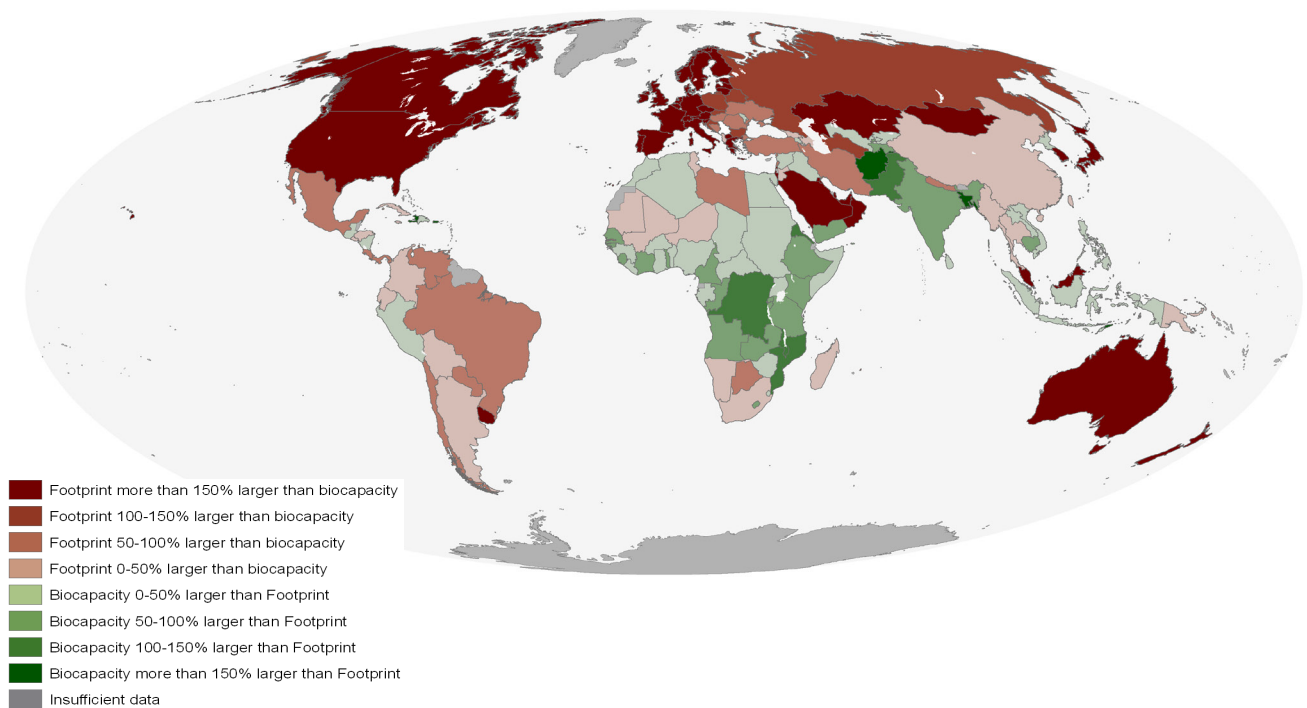 Footprint more than 150% larger than biocapacity
Footprint 100-150% larger than biocapacity
Footprint 50-100% larger than biocapacity
Footprint 0-50% larger than biocapacity
Biocapacity 0-50% larger than Footprint
Biocapacity 50-100% larger than Footprint
Biocapacity 100-150% larger than Footprint
Biocapacity more than 150% larger than Footprint
Insufficient data